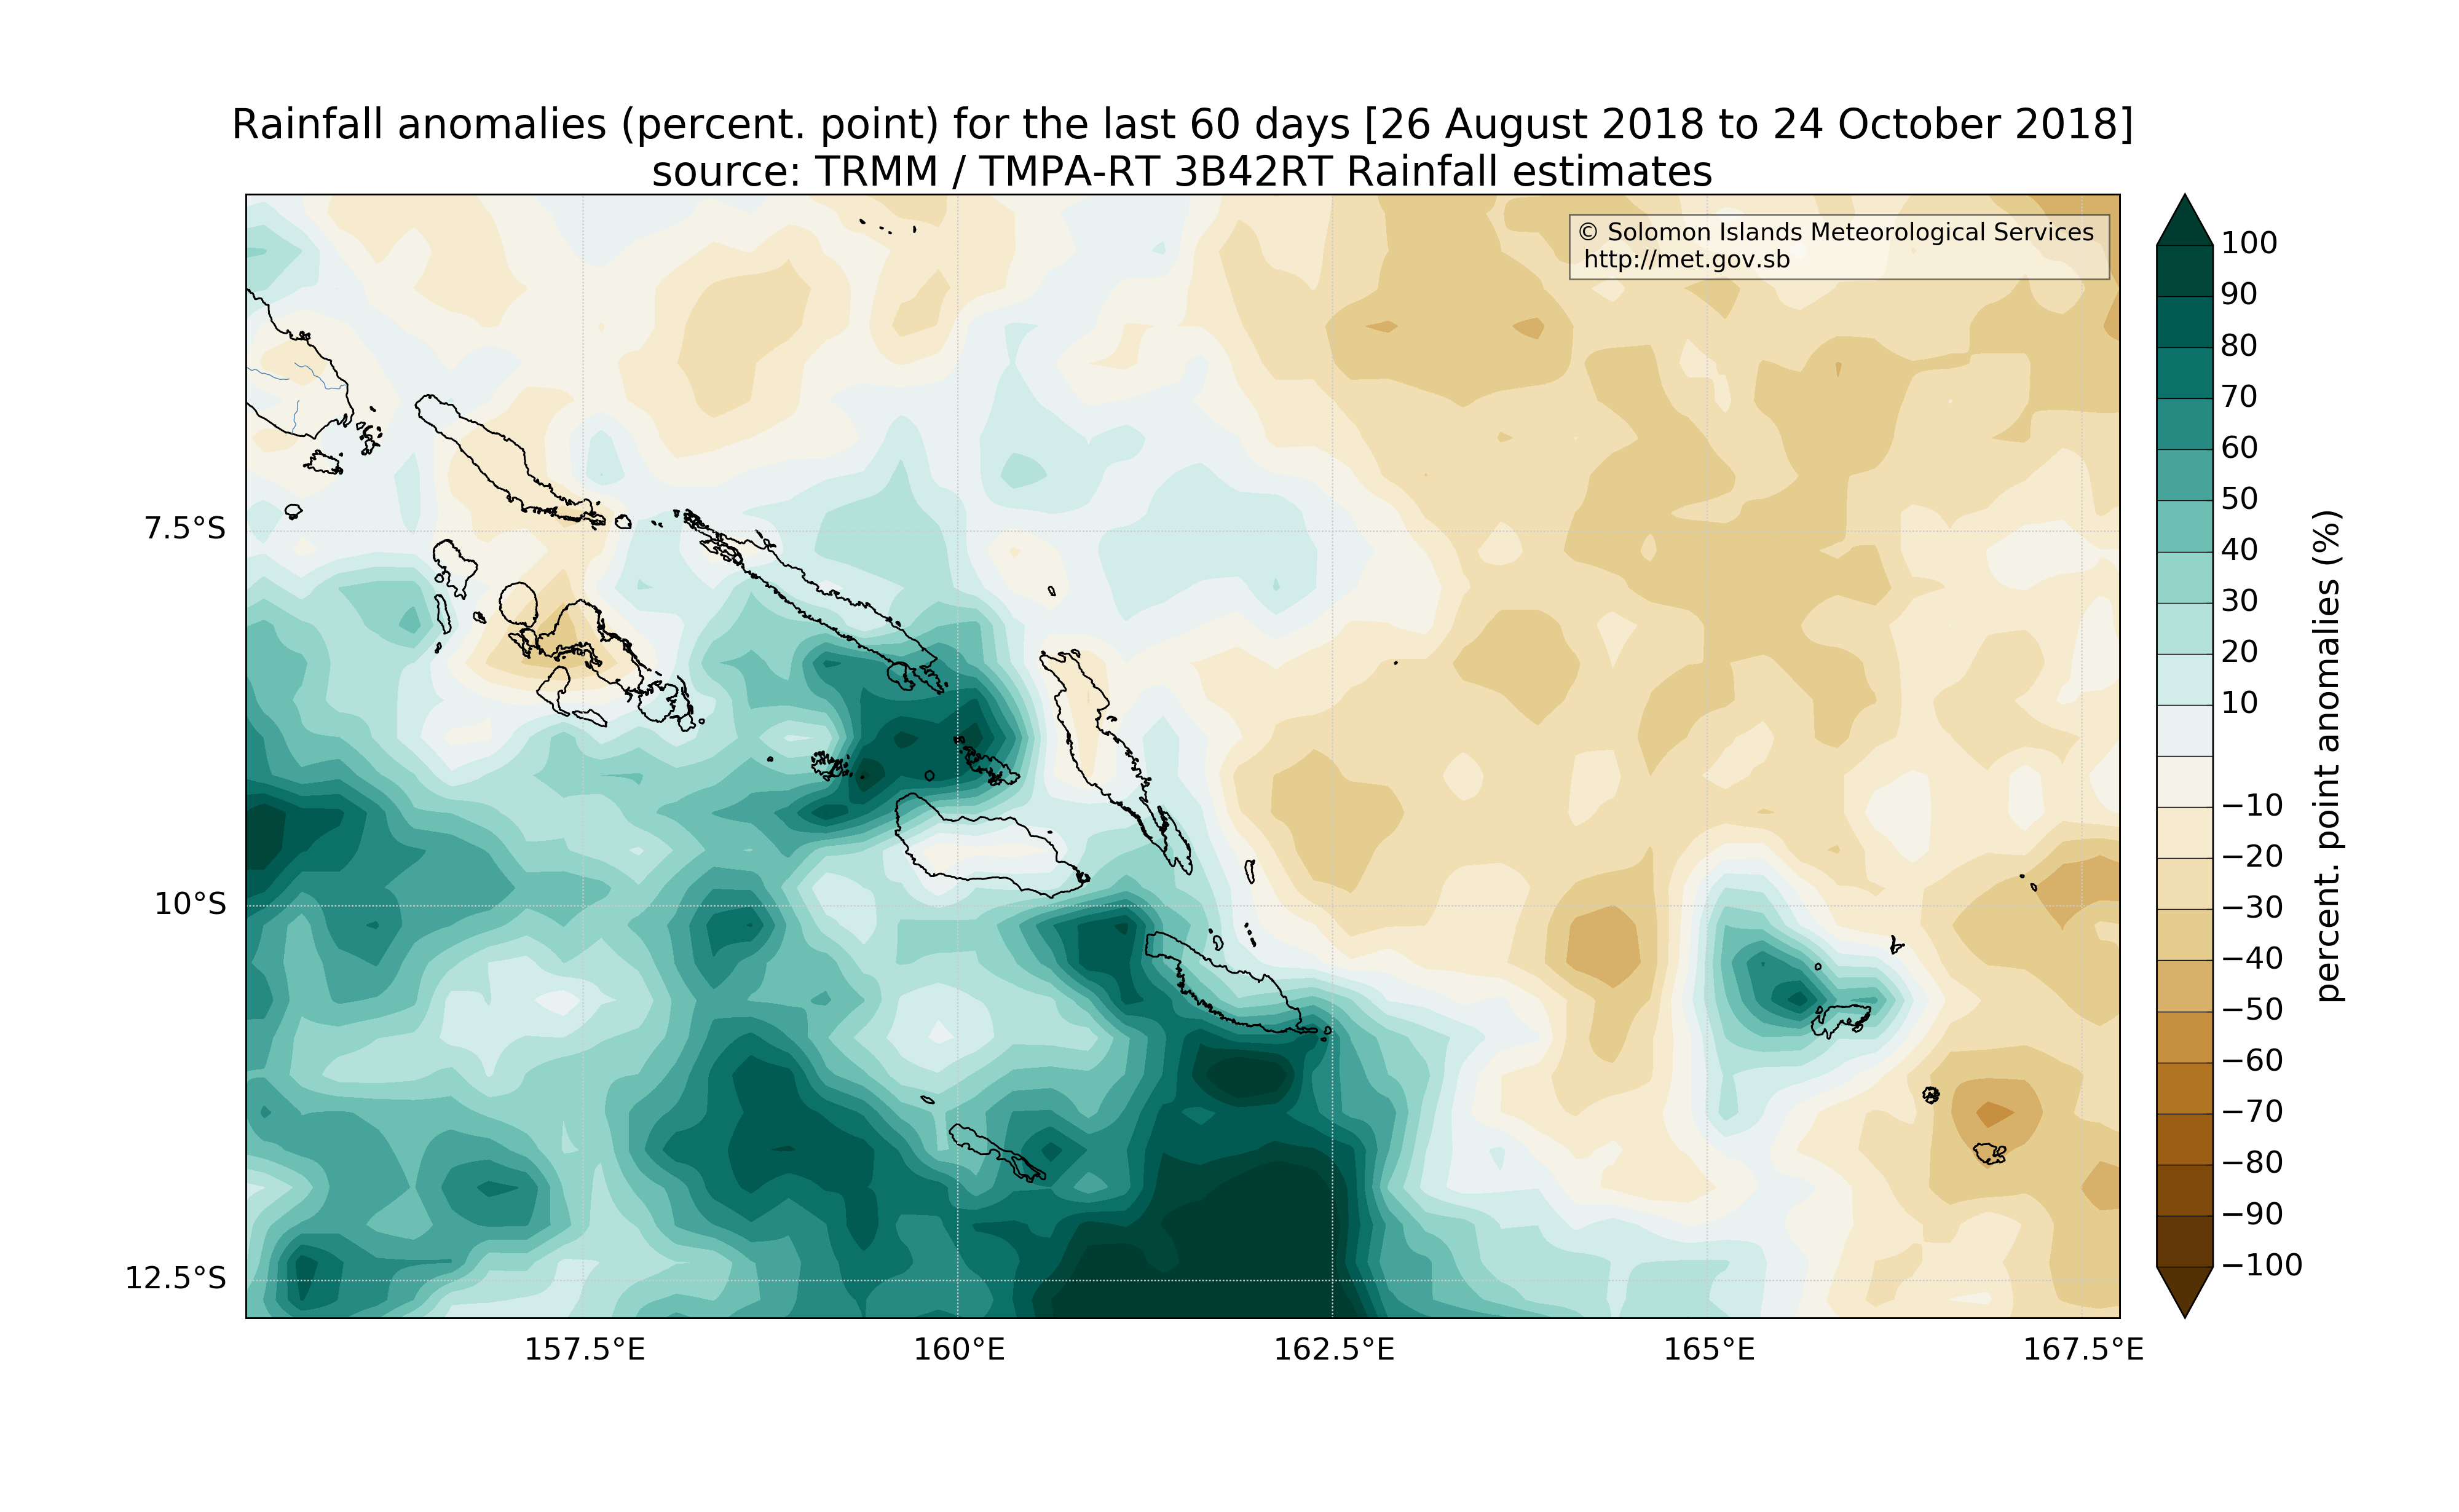 Rainfall anomalies (percent. point) for the last 60 days [26 August 2018 to 24 October 2018]
source: TRMM / TMPA-RT 3B42RT Rainfall estimates
© Solomon Islands Meteorological Services
http://met.gov.sb
7.5°S
10°S
12.5°S
157.5°E
160°E
162.5°E
165°E
167.5°E
100
90
80
70
60
50
40
30
20
10
−10
−20
−30
−40
−50
−60
−70
−80
−90
−100
percent. point anomalies (%)